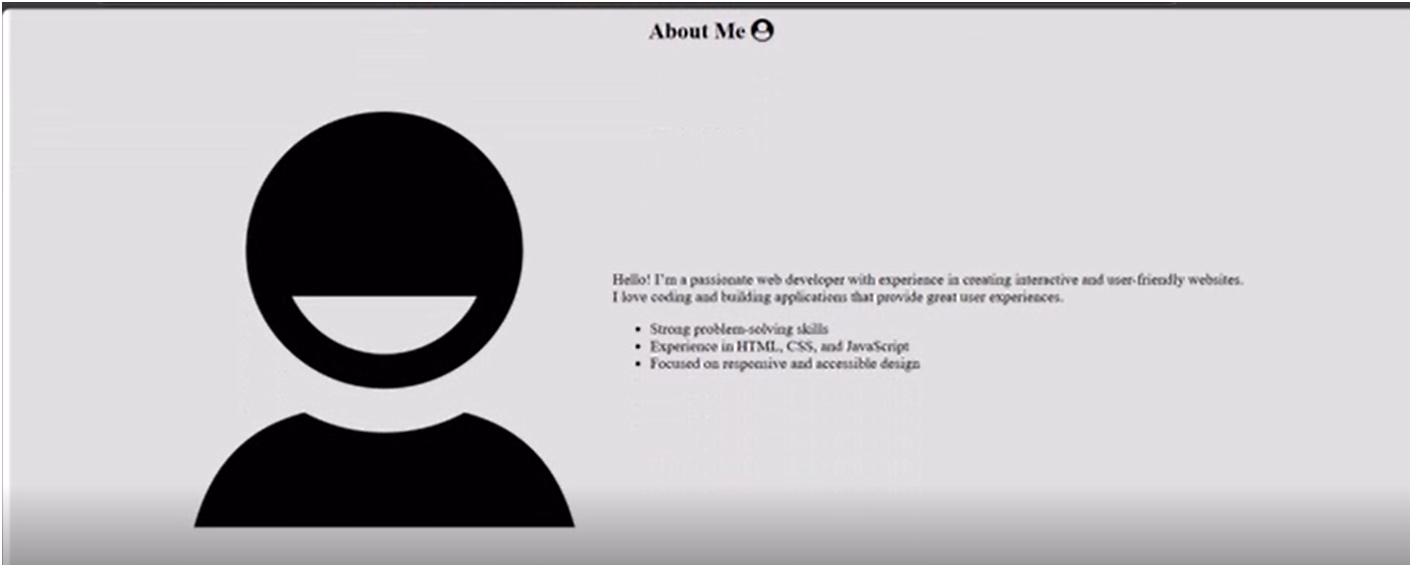 About Me
Hello! I'm a passionate web developer with experience in creating interactive and user-friendly websites.
I love coding and building applications that provide great user experiences.
Strong problem-solving skills
Experience in HTML, CSS, and JavaScript
Focused on responsive and accessible design